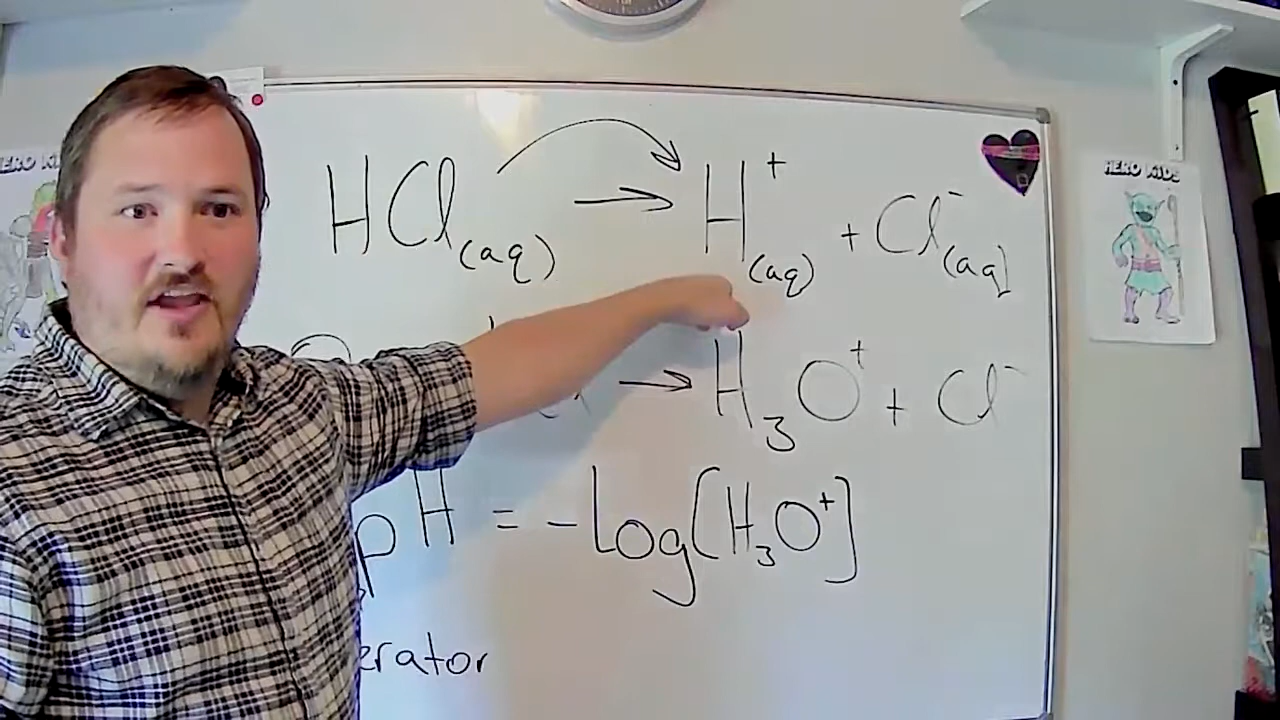 HERO KIDS
HCl(aq) → H⁺(aq) + Cl⁻(aq)
→ H₃O⁺ + Cl⁻
pH = -log[H₃O⁺]
erator